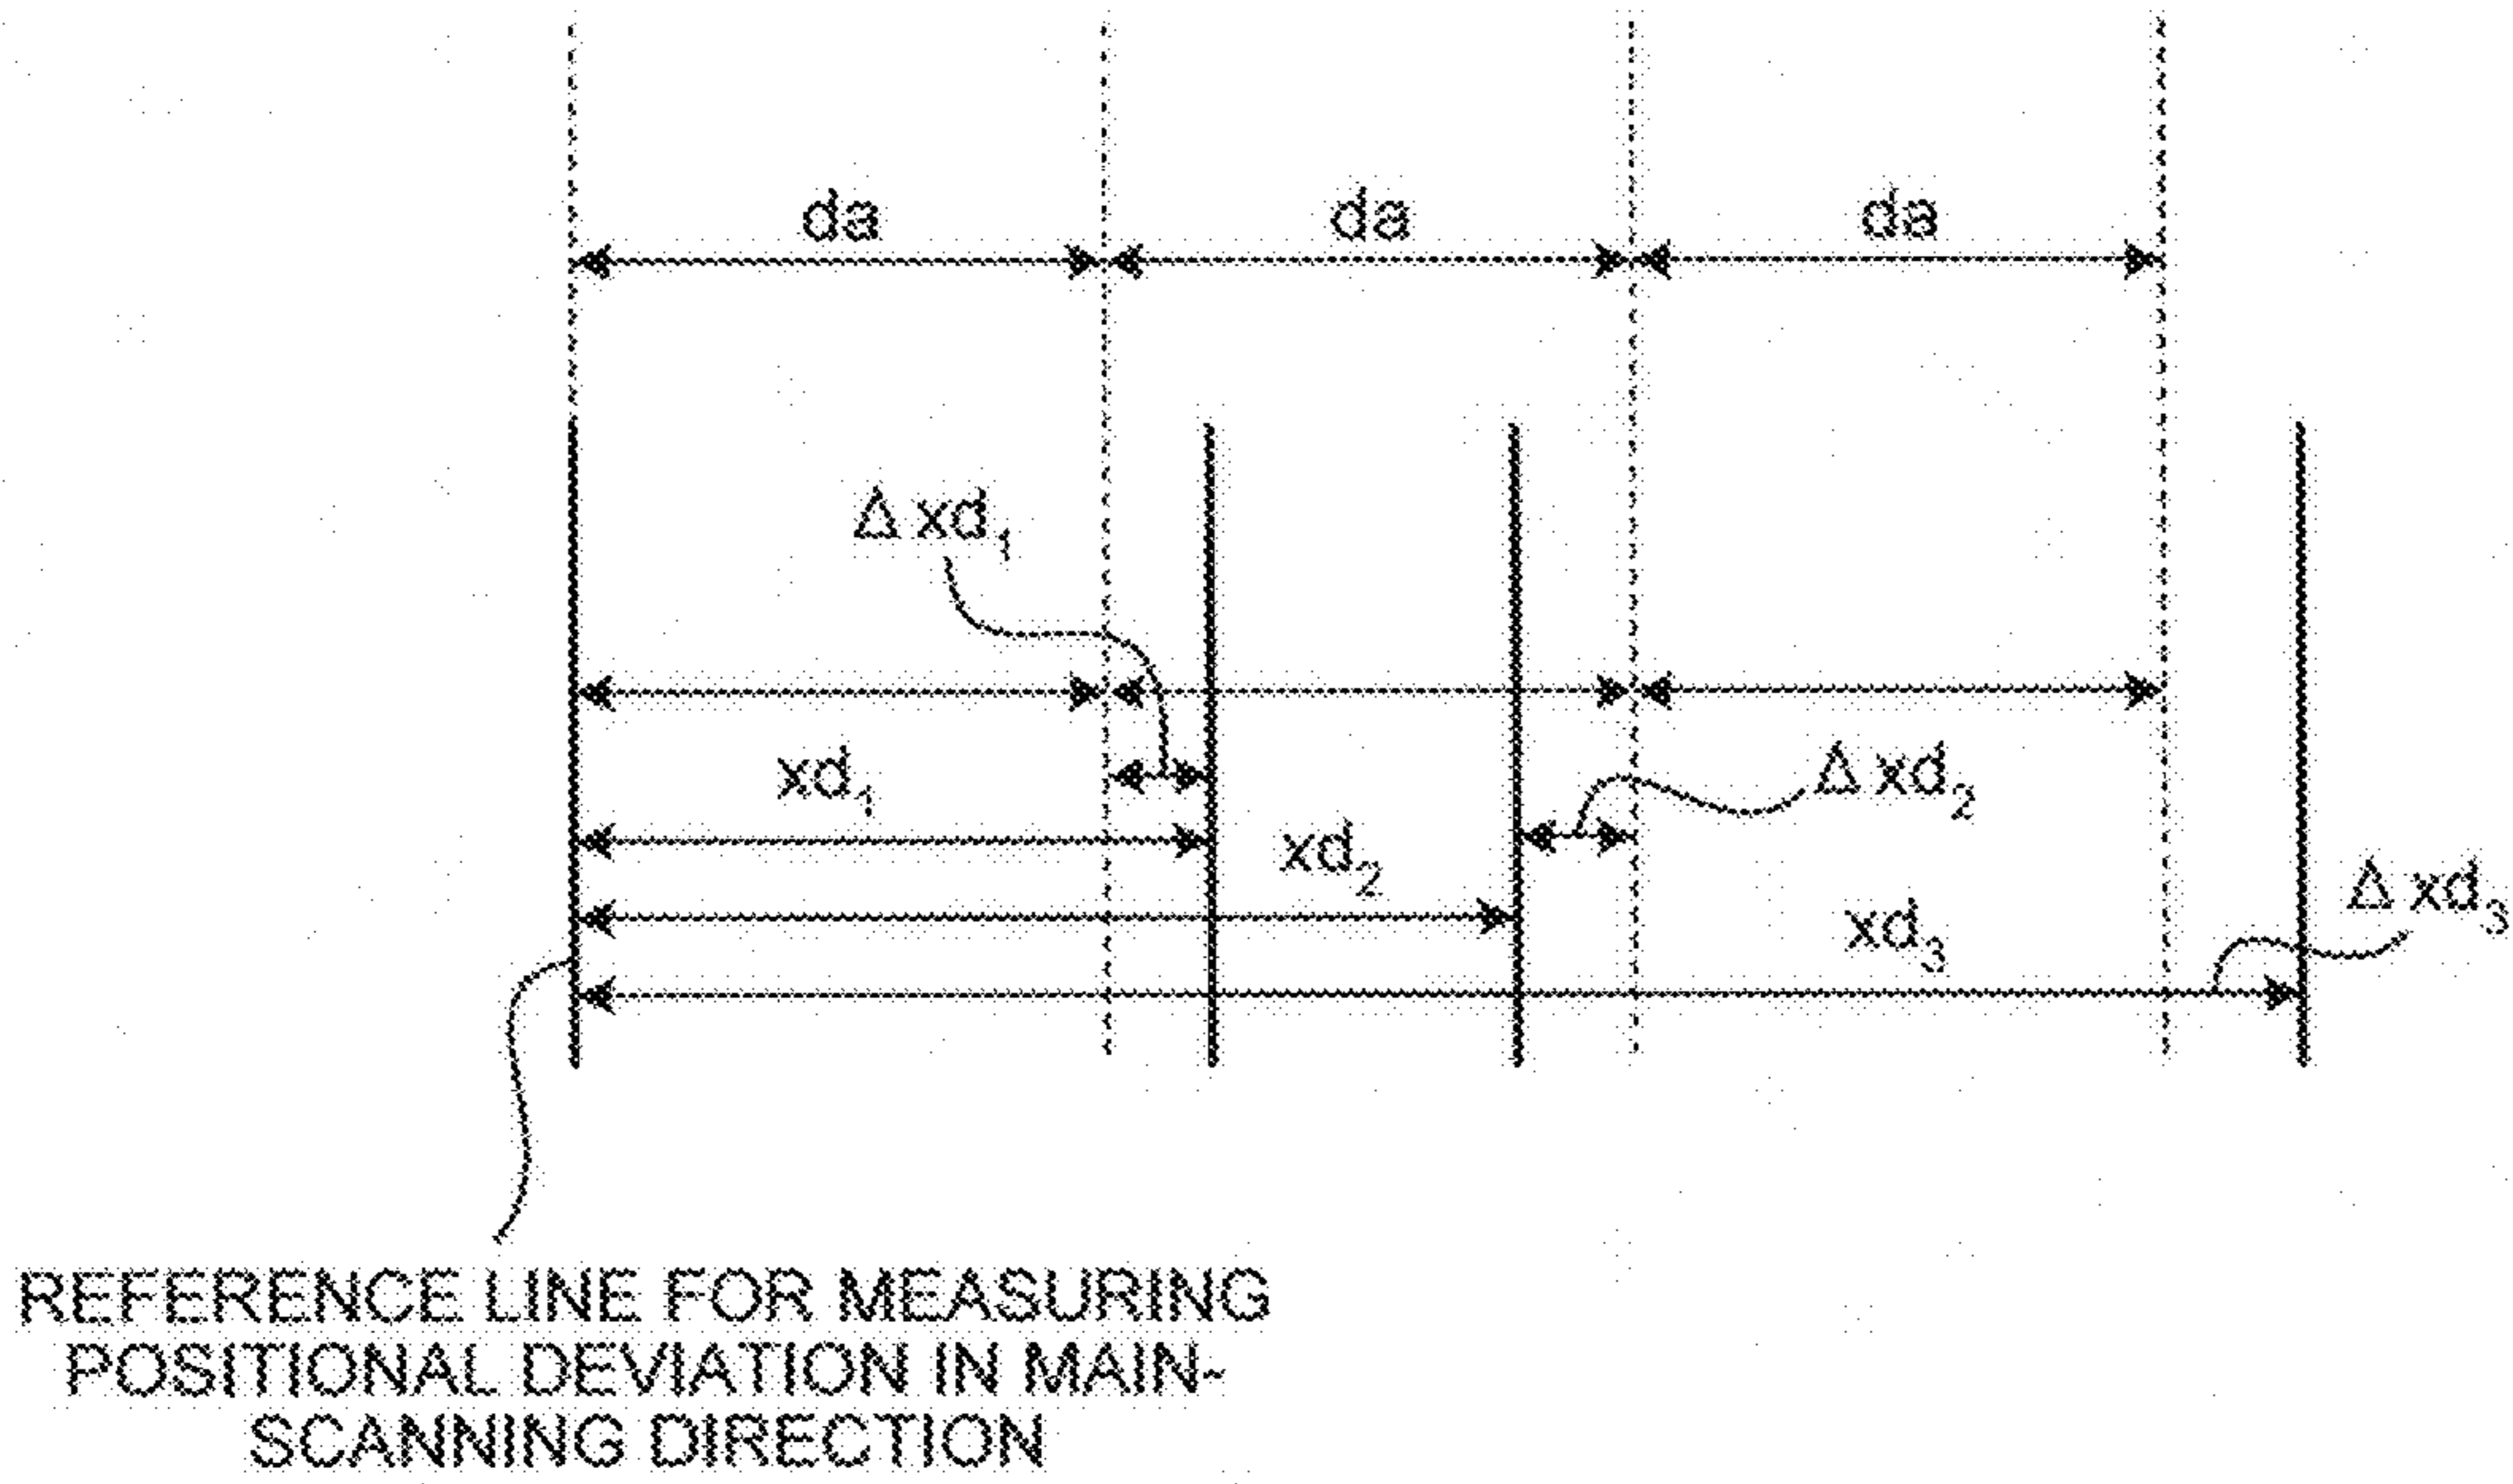 da da da
Δxd₁
xd₁
Δxd₂
xd₂
Δxd₃
xd₃
REFERENCE LINE FOR MEASURING
POSITIONAL DEVIATION IN MAIN-
SCANNING DIRECTION